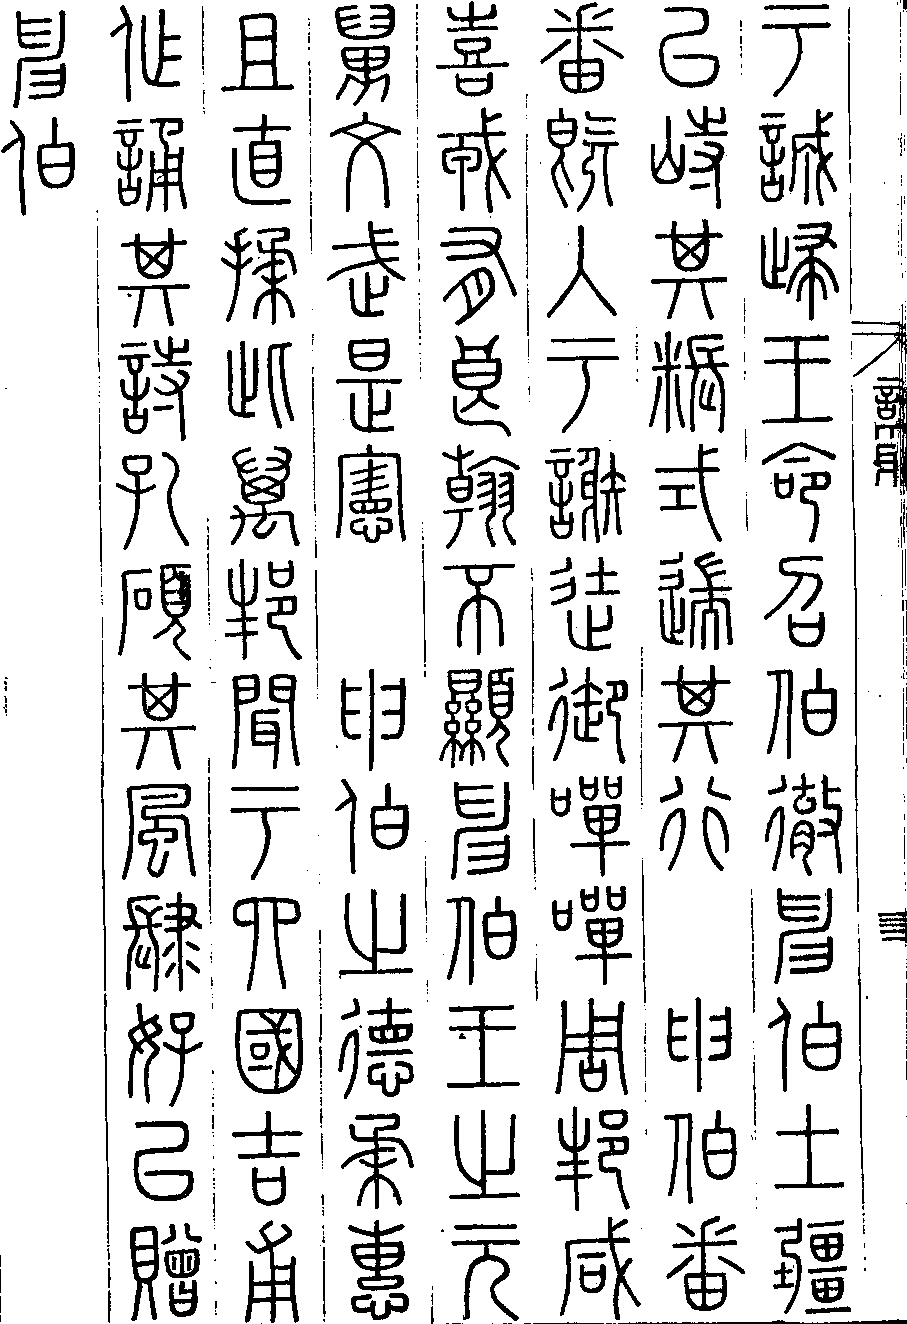 于誠歸王命召伯徹申伯土疆
以峙其粻式遄其行　申伯番
番既入于謝徒御嘽嘽周邦咸
喜戎有良翰不顯申伯王之元
舅文武是憲　申伯之德柔惠
且直揉此萬邦聞于四國吉甫
作誦其詩孔碩其風肆好以贈
申伯